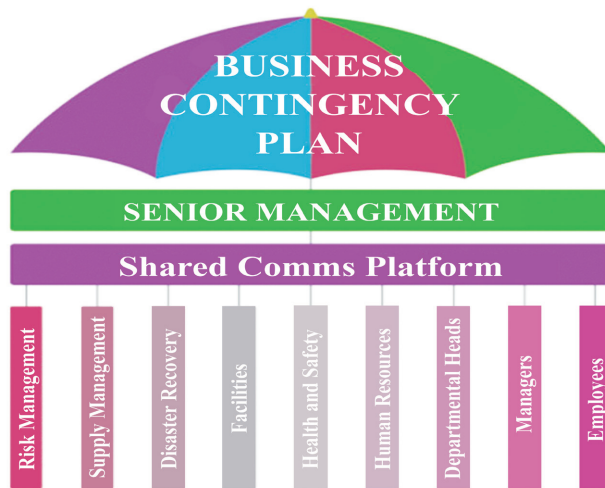 BUSINESS
CONTINGENCY
PLAN
SENIOR MANAGEMENT
Shared Comms Platform
Risk Management
Supply Management
Disaster Recovery
Facilities
Health and Safety
Human Resources
Departmental Heads
Managers
Employees